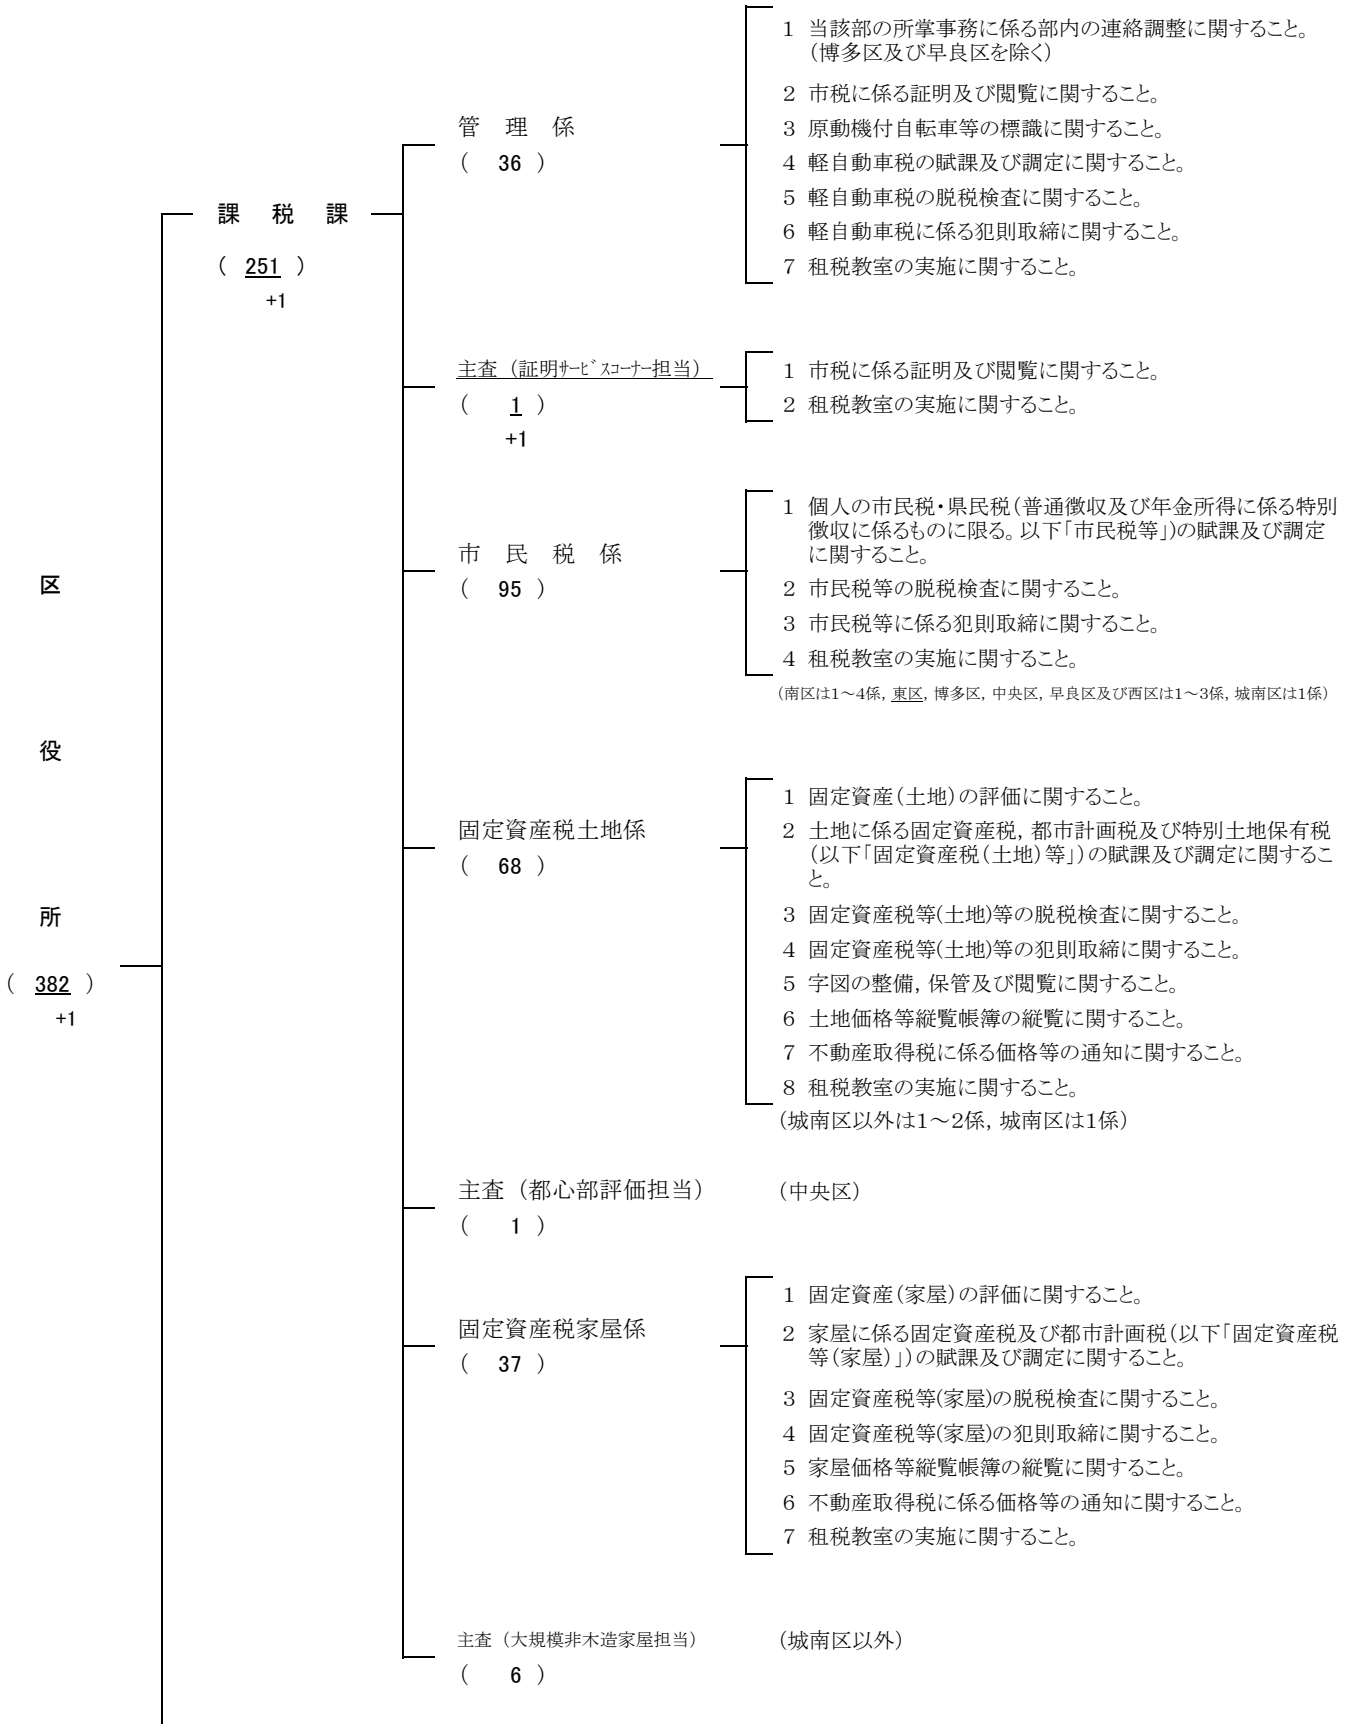 区
役
所
( 382 )
+1
課 税 課
( 251 )
+1
管 理 係
( 36 )
1 当該部の所掌事務に係る部内の連絡調整に関すること。
(博多区及び早良区を除く)
2 市税に係る証明及び閲覧に関すること。
3 原動機付自転車等の標識に関すること。
4 軽自動車税の賦課及び調定に関すること。
5 軽自動車税の脱税検査に関すること。
6 軽自動車税に係る犯則取締に関すること。
7 租税教室の実施に関すること。
主査 (証明ｻｰﾋﾞｽｺｰﾅｰ担当)
( 1 )
+1
1 市税に係る証明及び閲覧に関すること。
2 租税教室の実施に関すること。
市 民 税 係
( 95 )
1 個人の市民税・県民税(普通徴収及び年金所得に係る特別
徴収に係るものに限る。以下「市民税等」)の賦課及び調定
に関すること。
2 市民税等の脱税検査に関すること。
3 市民税等に係る犯則取締に関すること。
4 租税教室の実施に関すること。
(南区は1～4係, 東区, 博多区, 中央区, 早良区及び西区は1～3係, 城南区は1係)
固定資産税土地係
( 68 )
1 固定資産(土地)の評価に関すること。
2 土地に係る固定資産税, 都市計画税及び特別土地保有税
(以下「固定資産税(土地)等」)の賦課及び調定に関するこ
と。
3 固定資産税等(土地)等の脱税検査に関すること。
4 固定資産税等(土地)等の犯則取締に関すること。
5 字図の整備, 保管及び閲覧に関すること。
6 土地価格等縦覧帳簿の縦覧に関すること。
7 不動産取得税に係る価格等の通知に関すること。
8 租税教室の実施に関すること。
(城南区以外は1～2係, 城南区は1係)
主査 (都心部評価担当)
( 1 )
(中央区)
固定資産税家屋係
( 37 )
1 固定資産(家屋)の評価に関すること。
2 家屋に係る固定資産税及び都市計画税(以下「固定資産税
等(家屋)」)の賦課及び調定に関すること。
3 固定資産税等(家屋)の脱税検査に関すること。
4 固定資産税等(家屋)の犯則取締に関すること。
5 家屋価格等縦覧帳簿の縦覧に関すること。
6 不動産取得税に係る価格等の通知に関すること。
7 租税教室の実施に関すること。
主査 (大規模非木造家屋担当)
( 6 )
(城南区以外)